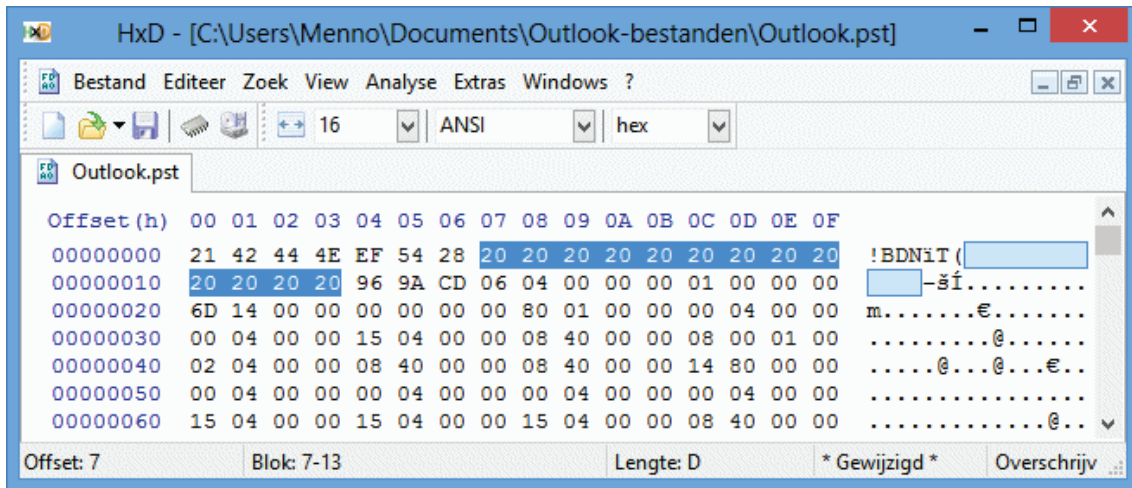 HxD - [C:\Users\Menno\Documents\Outlook-bestanden\Outlook.pst]
Bestand Editeer Zoek View Analyse Extras Windows ?
16 ANSI hex
Outlook.pst
Offset(h) 00 01 02 03 04 05 06 07 08 09 0A 0B 0C 0D 0E 0F
00000000 21 42 44 4E EF 54 28 20 20 20 20 20 20 20 20 20 !BDNïT(
00000010 20 20 20 20 96 9A CD 06 04 00 00 00 01 00 00 00 –šÍ.........
00000020 6D 14 00 00 00 00 00 00 80 01 00 00 00 04 00 00 m.......€.......
00000030 00 04 00 00 15 04 00 00 08 40 00 00 08 00 01 00 .........@......
00000040 02 04 00 00 08 40 00 00 08 40 00 00 14 80 00 00 .....@...@...€..
00000050 00 04 00 00 00 04 00 00 00 04 00 00 00 04 00 00 ................
00000060 15 04 00 00 15 04 00 00 15 04 00 00 08 40 00 00 .............@..
Offset: 7 Blok: 7-13 Lengte: D * Gewijzigd * Overschrijv